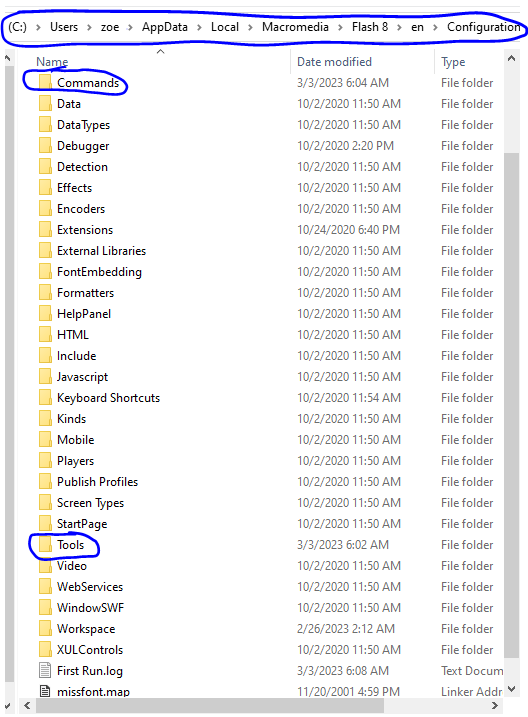 (C:) > Users > zoe > AppData > Local > Macromedia > Flash 8 > en > Configuration
Name Date modified Type
Commands 3/3/2023 6:04 AM File folder
Data 10/2/2020 11:50 AM File folder
DataTypes 10/2/2020 11:50 AM File folder
Debugger 10/2/2020 2:20 PM File folder
Detection 10/2/2020 11:50 AM File folder
Effects 10/2/2020 11:50 AM File folder
Encoders 10/2/2020 11:50 AM File folder
Extensions 10/24/2020 6:40 PM File folder
External Libraries 10/2/2020 11:50 AM File folder
FontEmbedding 10/2/2020 11:50 AM File folder
Formatters 10/2/2020 11:50 AM File folder
HelpPanel 10/2/2020 11:50 AM File folder
HTML 10/2/2020 11:50 AM File folder
Include 10/2/2020 11:50 AM File folder
Javascript 10/2/2020 11:50 AM File folder
Keyboard Shortcuts 10/2/2020 11:54 AM File folder
Kinds 10/2/2020 11:50 AM File folder
Mobile 10/2/2020 11:50 AM File folder
Players 10/2/2020 11:50 AM File folder
Publish Profiles 10/2/2020 11:50 AM File folder
Screen Types 10/2/2020 11:50 AM File folder
StartPage 10/2/2020 11:50 AM File folder
Tools 3/3/2023 6:02 AM File folder
Video 10/2/2020 11:50 AM File folder
WebServices 10/2/2020 11:50 AM File folder
WindowSWF 10/2/2020 11:50 AM File folder
Workspace 2/26/2023 2:12 AM File folder
XULControls 10/2/2020 11:50 AM File folder
First Run.log 3/3/2023 6:08 AM Text Docum
missfont.map 11/20/2001 4:59 PM Linker Addr